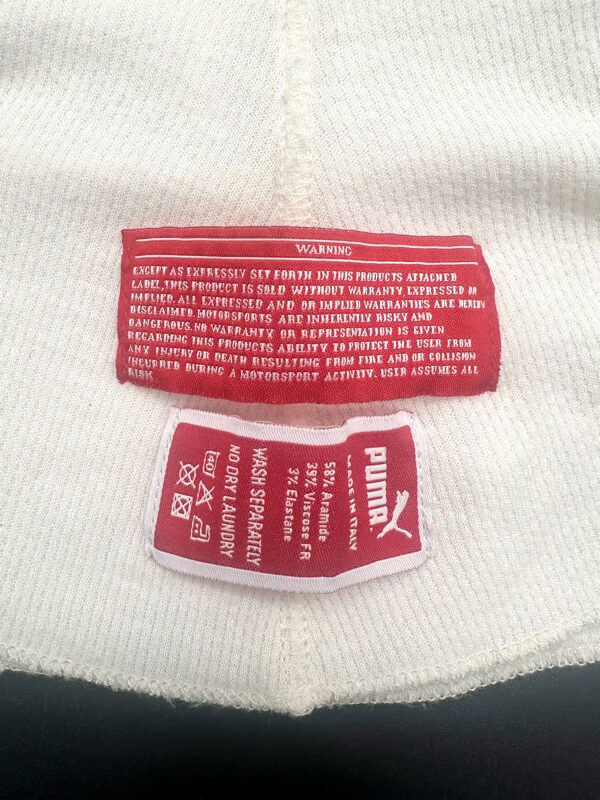 WARNING
EXCEPT AS EXPRESSLY SET FORTH IN THIS PRODUCTS ATTACHED
LABEL, THIS PRODUCT IS SOLD WITHOUT WARRANTY, EXPRESSED OR
IMPLIED. ALL EXPRESSED AND OR IMPLIED WARRANTIES ARE HEREBY
DISCLAIMED. MOTORSPORTS ARE INHERENTLY RISKY AND
DANGEROUS. NO WARRANTY OR REPRESENTATION IS GIVEN
REGARDING THIS PRODUCTS ABILITY TO PROTECT THE USER FROM
ANY INJURY OR DEATH RESULTING FROM FIRE AND OR COLLISION
INCURRED DURING A MOTORSPORT ACTIVITY. USER ASSUMES ALL
RISK.
PUMA
MADE IN ITALY
58% Aramide
39% Viscose FR
3% Elastane
WASH SEPARATELY
NO DRY LAUNDRY
40